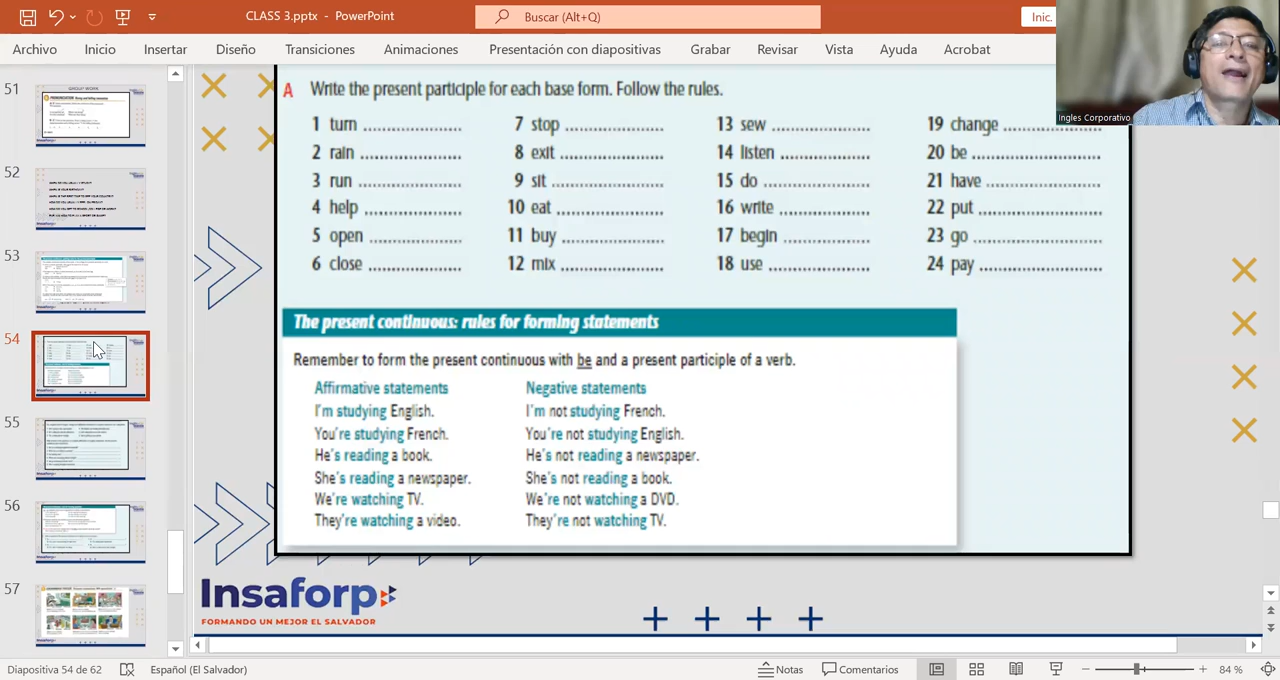 CLASS 3.pptx - PowerPoint
Buscar (Alt+Q)
Inic.
Archivo Inicio Insertar Diseño Transiciones Animaciones Presentación con diapositivas Grabar Revisar Vista Ayuda Acrobat
Ingles Corporativo
51
52
53
54
55
56
57
A Write the present participle for each base form. Follow the rules.
1 turn ..................... 7 stop ..................... 13 sew ..................... 19 change .....................
2 rain ..................... 8 exit ..................... 14 listen ..................... 20 be .....................
3 run ..................... 9 sit ..................... 15 do ..................... 21 have .....................
4 help ..................... 10 eat ..................... 16 write ..................... 22 put .....................
5 open ..................... 11 buy ..................... 17 begin ..................... 23 go .....................
6 close ..................... 12 mix ..................... 18 use ..................... 24 pay .....................
The present continuous: rules for forming statements
Remember to form the present continuous with be and a present participle of a verb.
Affirmative statements Negative statements
I'm studying English. I'm not studying French.
You're studying French. You're not studying English.
He's reading a book. He's not reading a newspaper.
She's reading a newspaper. She's not reading a book.
We're watching TV. We're not watching a DVD.
They're watching a video. They're not watching TV.
Insaforp
FORMANDO UN MEJOR EL SALVADOR
Diapositiva 54 de 62 Español (El Salvador) Notas Comentarios 84 %